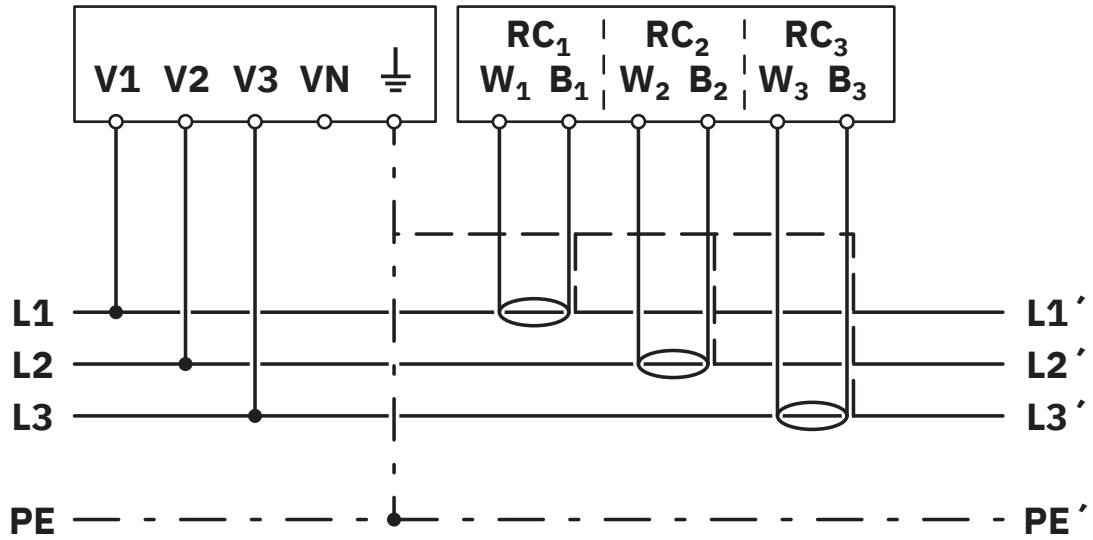 RC₁ RC₂ RC₃
V1 V2 V3 VN W₁ B₁ W₂ B₂ W₃ B₃
L1 L1´
L2 L2´
L3 L3´
PE PE´